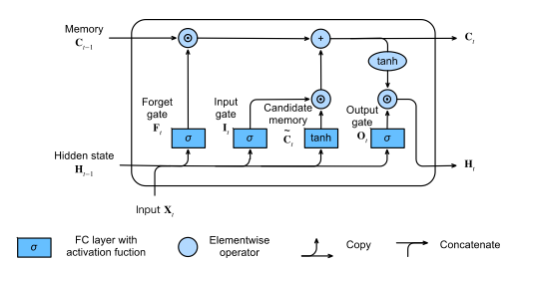 Memory
C_{t-1}
C_t
tanh
Forget
gate
F_t
Input
gate
I_t
Candidate
memory
C̃_t
Output
gate
O_t
σ
σ
tanh
σ
Hidden state
H_{t-1}
H_t
Input X_t
σ
FC layer with
activation fuction
Elementwise
operator
Copy
Concatenate